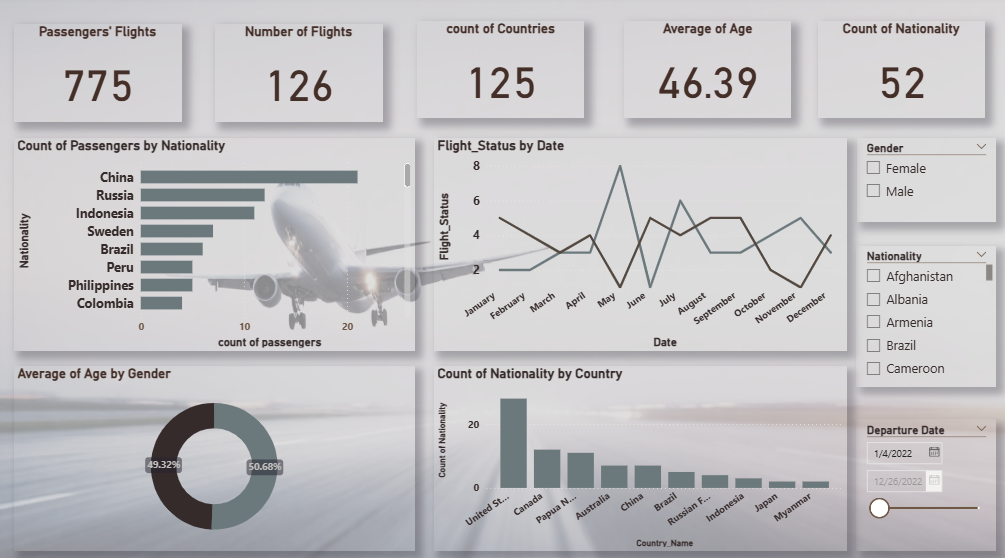 Passengers' Flights
775
Number of Flights
126
count of Countries
125
Average of Age
46.39
Count of Nationality
52
Count of Passengers by Nationality
Nationality
China
Russia
Indonesia
Sweden
Brazil
Peru
Philippines
Colombia
0 10 20
count of passengers
Flight_Status by Date
Flight_Status
8
6
4
2
January February March April May June July August September October November December
Date
Gender
Female
Male
Nationality
Afghanistan
Albania
Armenia
Brazil
Cameroon
Average of Age by Gender
49.32% 50.68%
Count of Nationality by Country
Count of Nationality
20
0
United St... Canada Papua N... Australia China Brazil Russian F... Indonesia Japan Myanmar
Country_Name
Departure Date
1/4/2022
12/26/2022